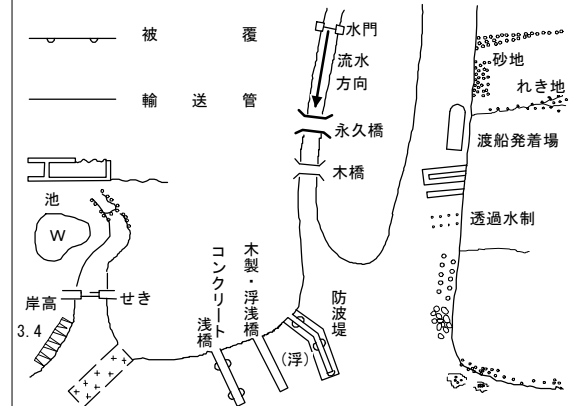 被覆
輸送管
水門
流水
方向
永久橋
木橋
砂地
れき地
渡船発着場
透過水制
池
W
岸高
3.4
せき
コンクリート
浅橋
木製・浮浅橋
防波堤
(浮)